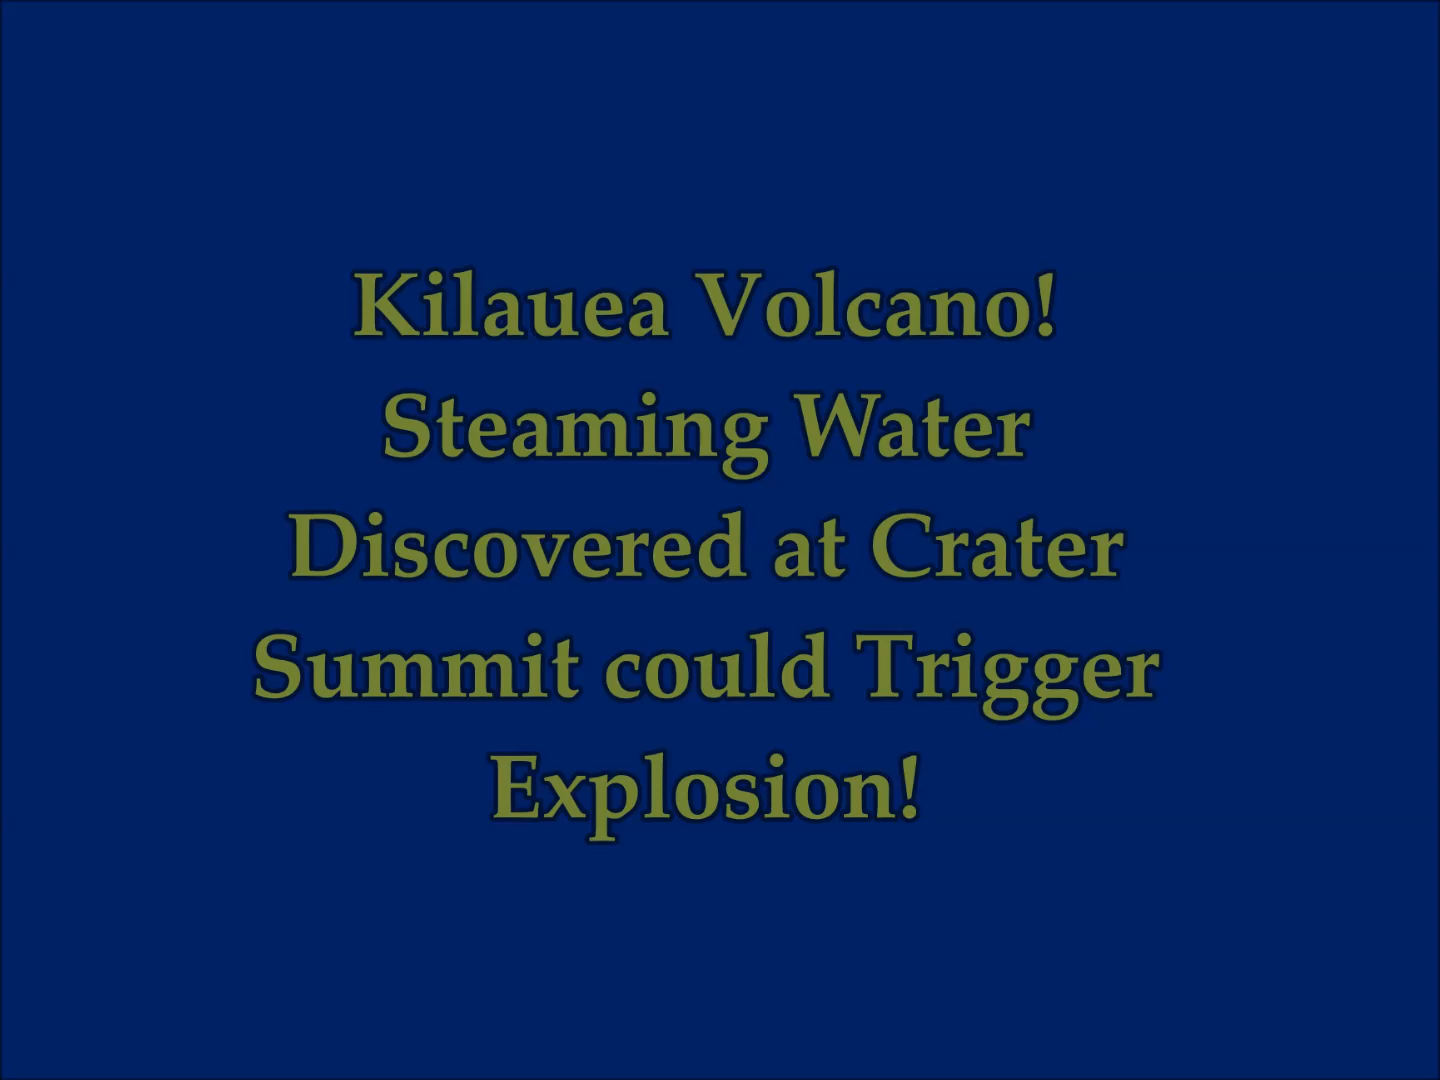 Kilauea Volcano!
Steaming Water
Discovered at Crater
Summit could Trigger
Explosion!